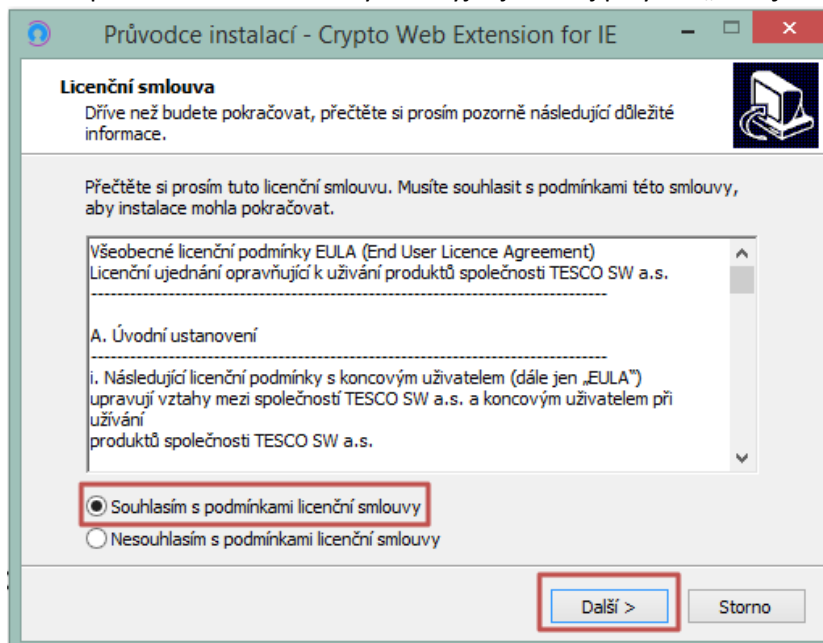 Průvodce instalací - Crypto Web Extension for IE
Licenční smlouva
Dříve než budete pokračovat, přečtěte si prosím pozorně následující důležité
informace.
Přečtěte si prosím tuto licenční smlouvu. Musíte souhlasit s podmínkami této smlouvy,
aby instalace mohla pokračovat.
Všeobecné licenční podmínky EULA (End User Licence Agreement)
Licenční ujednání opravňující k užívání produktů společnosti TESCO SW a.s.
--------------------------------------------------------------------------------
A. Úvodní ustanovení
--------------------------------------------------------------------------------
i. Následující licenční podmínky s koncovým uživatelem (dále jen „EULA“)
upravují vztahy mezi společností TESCO SW a.s. a koncovým uživatelem při
užívání
produktů společnosti TESCO SW a.s.
Souhlasím s podmínkami licenční smlouvy
Nesouhlasím s podmínkami licenční smlouvy
Další >
Storno